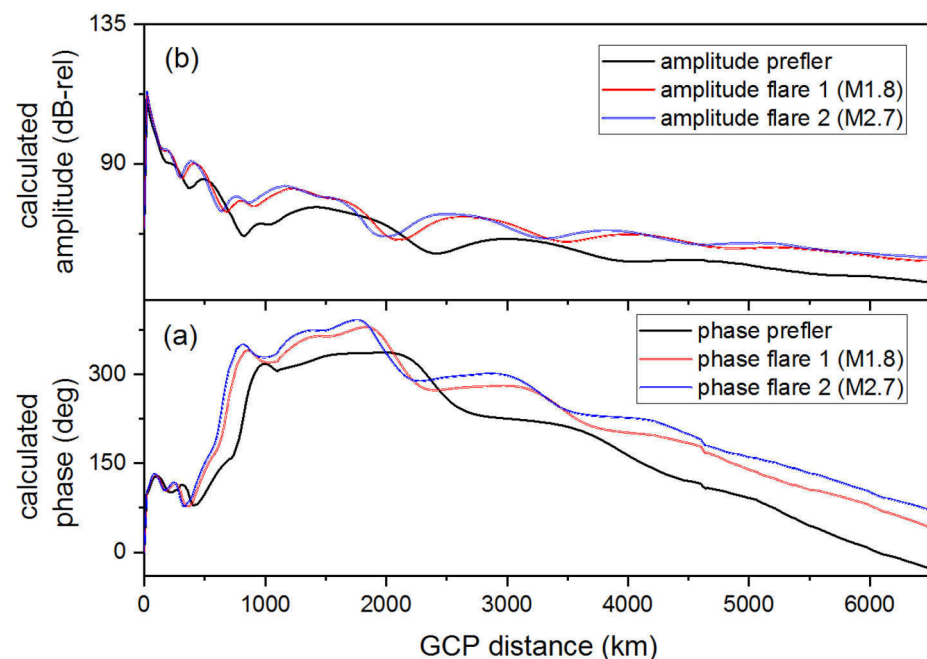 135
(b)
amplitude prefler
amplitude flare 1 (M1.8)
amplitude flare 2 (M2.7)
90
calculated
amplitude (dB-rel)
(a)
phase prefler
phase flare 1 (M1.8)
phase flare 2 (M2.7)
300
150
0
calculated
phase (deg)
0 1000 2000 3000 4000 5000 6000
GCP distance (km)